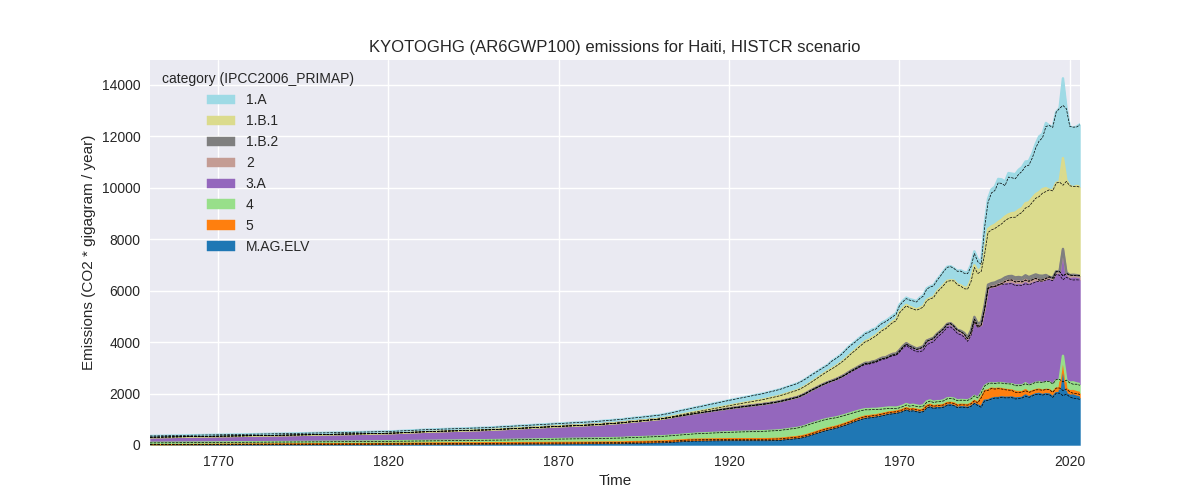 KYOTOGHG (AR6GWP100) emissions for Haiti, HISTCR scenario
category (IPCC2006_PRIMAP)
1.A
1.B.1
1.B.2
2
3.A
4
5
M.AG.ELV
Emissions (CO2 * gigagram / year)
14000
12000
10000
8000
6000
4000
2000
0
1770
1820
1870
1920
1970
2020
Time